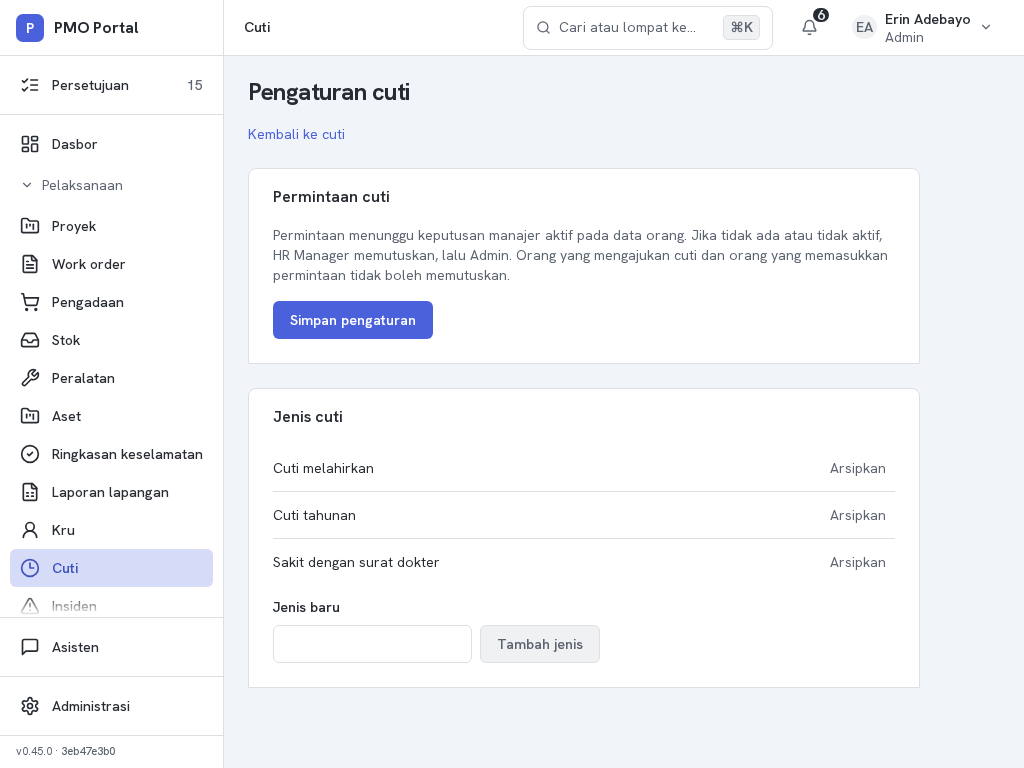 P
PMO Portal
Cuti
Cari atau lompat ke...
⌘K
6
EA
Erin Adebayo
Admin
Persetujuan
15
Dasbor
Pelaksanaan
Proyek
Work order
Pengadaan
Stok
Peralatan
Aset
Ringkasan keselamatan
Laporan lapangan
Kru
Cuti
Insiden
Asisten
Administrasi
v0.45.0 · 3eb47e3b0
Pengaturan cuti
Kembali ke cuti
Permintaan cuti
Permintaan menunggu keputusan manajer aktif pada data orang. Jika tidak ada atau tidak aktif,
HR Manager memutuskan, lalu Admin. Orang yang mengajukan cuti dan orang yang memasukkan
permintaan tidak boleh memutuskan.
Simpan pengaturan
Jenis cuti
Cuti melahirkan
Arsipkan
Cuti tahunan
Arsipkan
Sakit dengan surat dokter
Arsipkan
Jenis baru
Tambah jenis